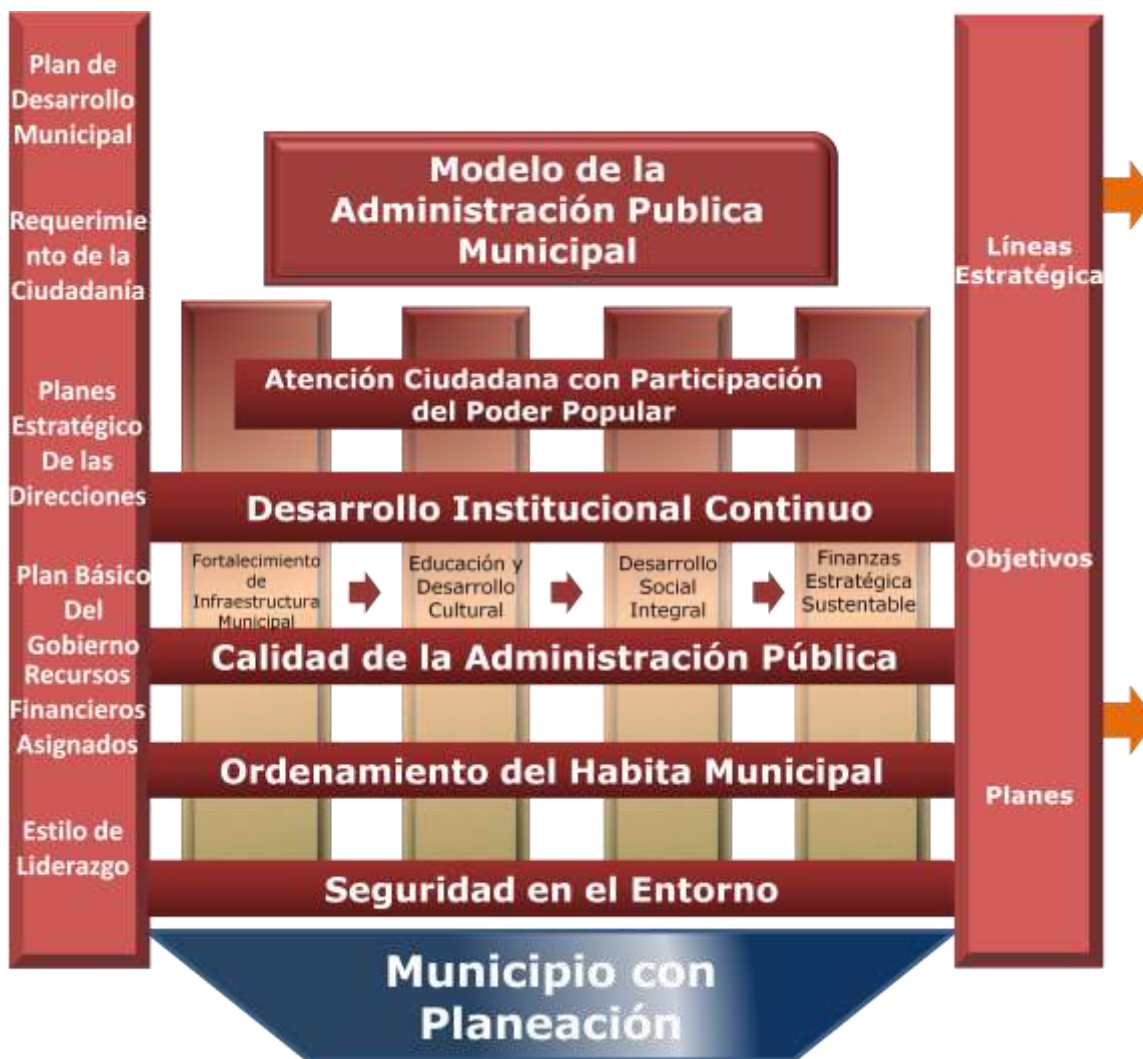 Plan de
Desarrollo
Municipal
Requerimie
nto de la
Ciudadanía
Planes
Estratégico
De las
Direcciones
Plan Básico
Del
Gobierno
Recursos
Financieros
Asignados
Estilo de
Liderazgo
Modelo de la
Administración Publica
Municipal
Atención Ciudadana con Participación
del Poder Popular
Desarrollo Institucional Continuo
Fortalecimiento
de
Infraestructura
Municipal
Educación y
Desarrollo
Cultural
Desarrollo
Social
Integral
Finanzas
Estratégica
Sustentable
Calidad de la Administración Pública
Ordenamiento del Habita Municipal
Seguridad en el Entorno
Municipio con
Planeación
Líneas
Estratégica
Objetivos
Planes